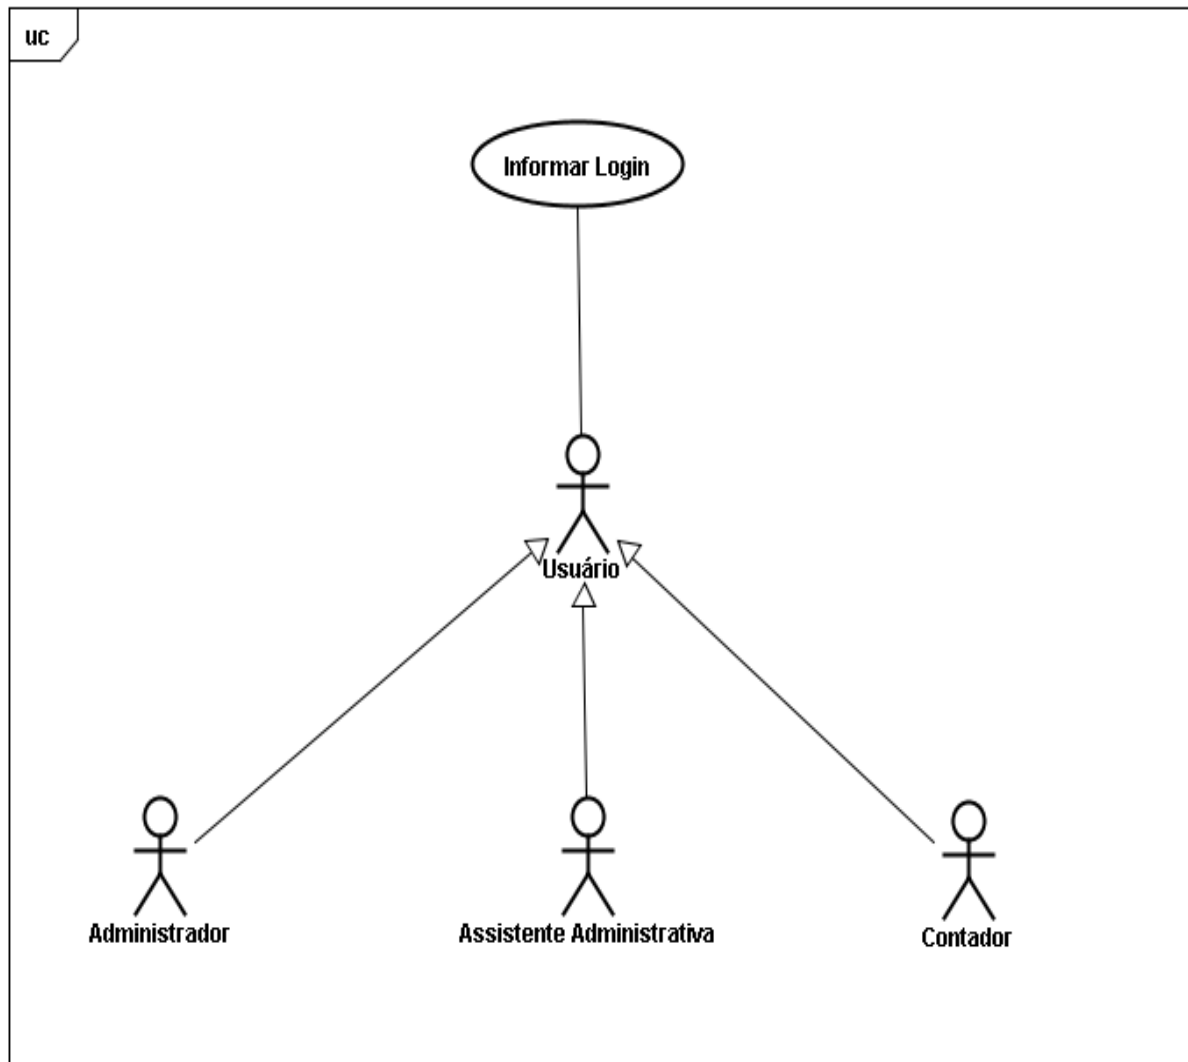 uc
Informar Login
Usuário
Administrador
Assistente Administrativa
Contador